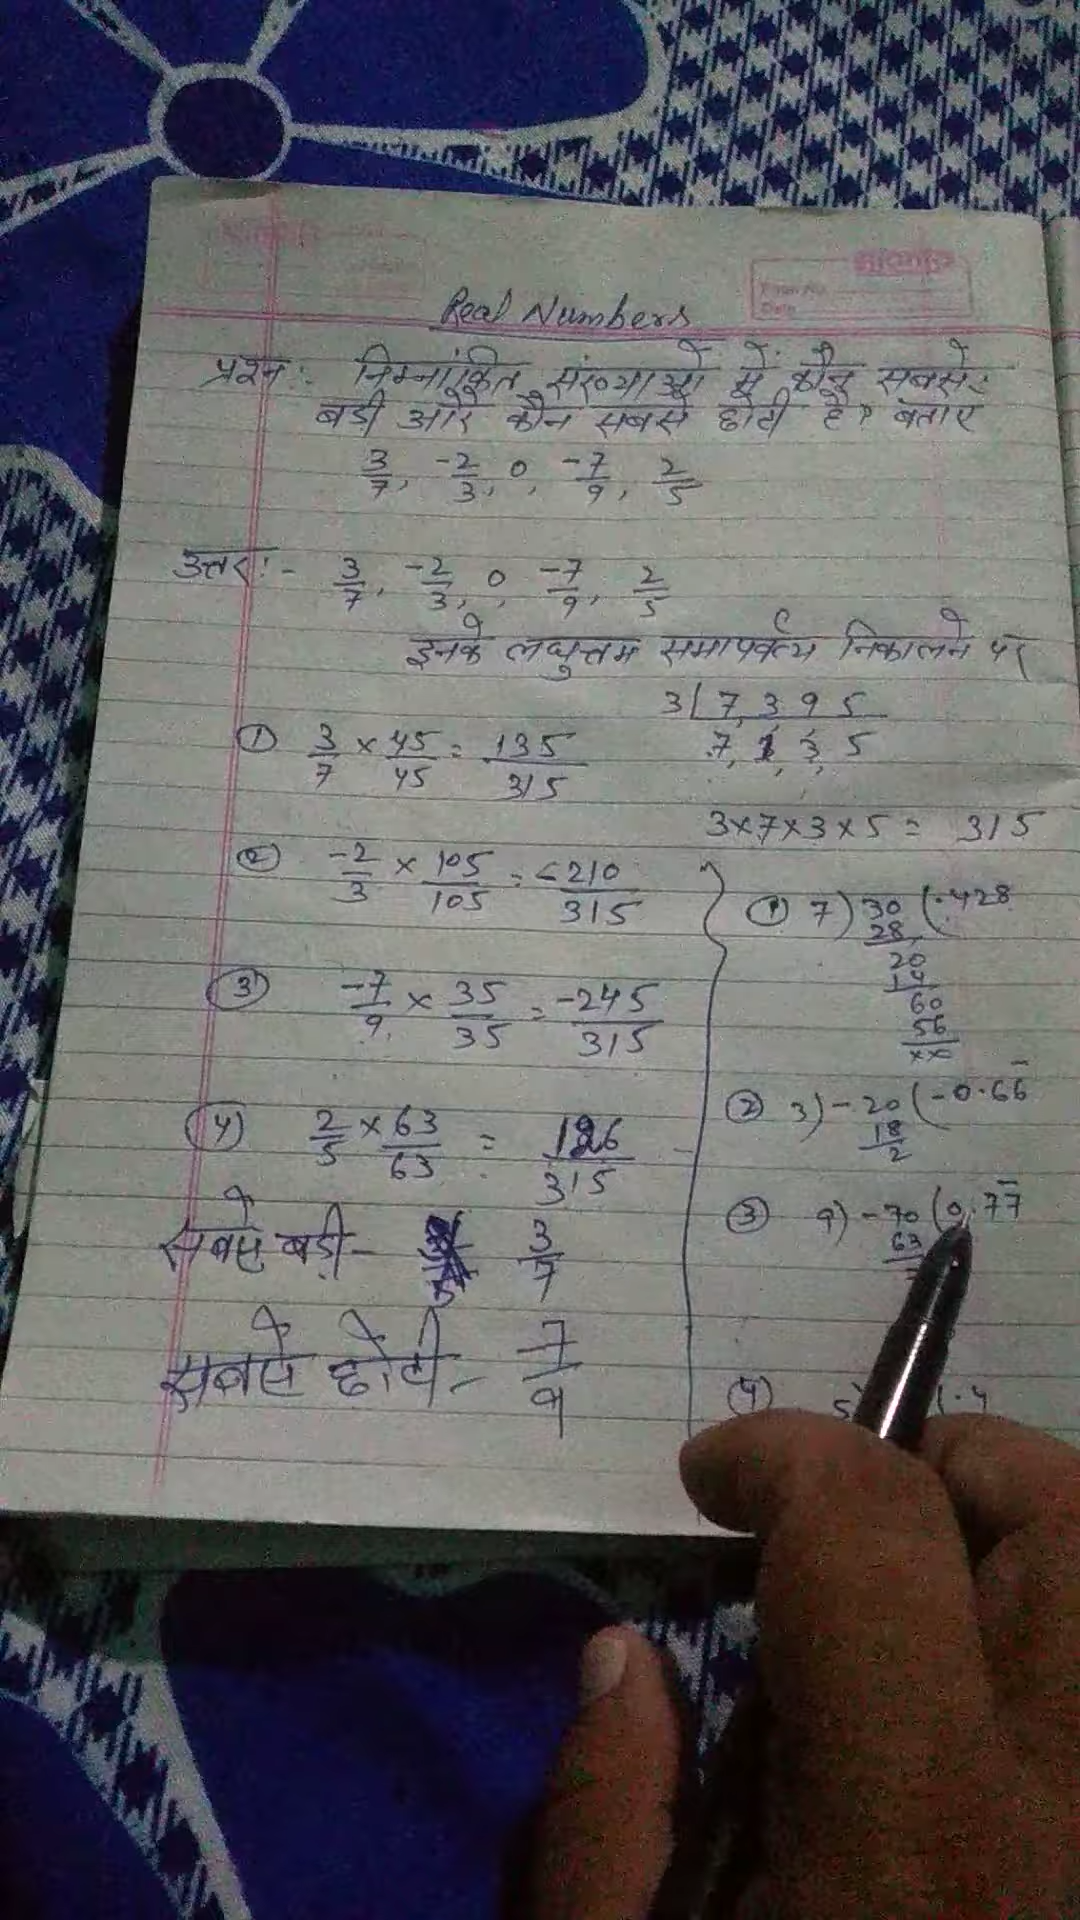 Real Numbers
प्रश्न:- निम्नांकित संख्याओ में कौन सबसे
बड़ी और कौन सबसे छोटी है? बताए
3/7, -2/3, 0, -7/9, 2/5
उत्तर:- 3/7, -2/3, 0, -7/9, 2/5
इनके लघुत्तम समापर्वत्य निकालने पर
3 | 7, 3 9 5
7, 1, 3, 5
3×7×3×5 = 315
① 3/7 × 45/45 = 135/315
② -2/3 × 105/105 = -210/315
③ -7/9 × 35/35 = -245/315
④ 2/5 × 63/63 = 126/315
सबसे बड़ी - 3/7
सबसे छोटी - 7/9
① 7) 30 ( .428
28
20
14
60
56
××
② 3) -20 ( -0.66̅
18
2
③ 9) -70 ( 0.77̅
63
④ 5) ( .4